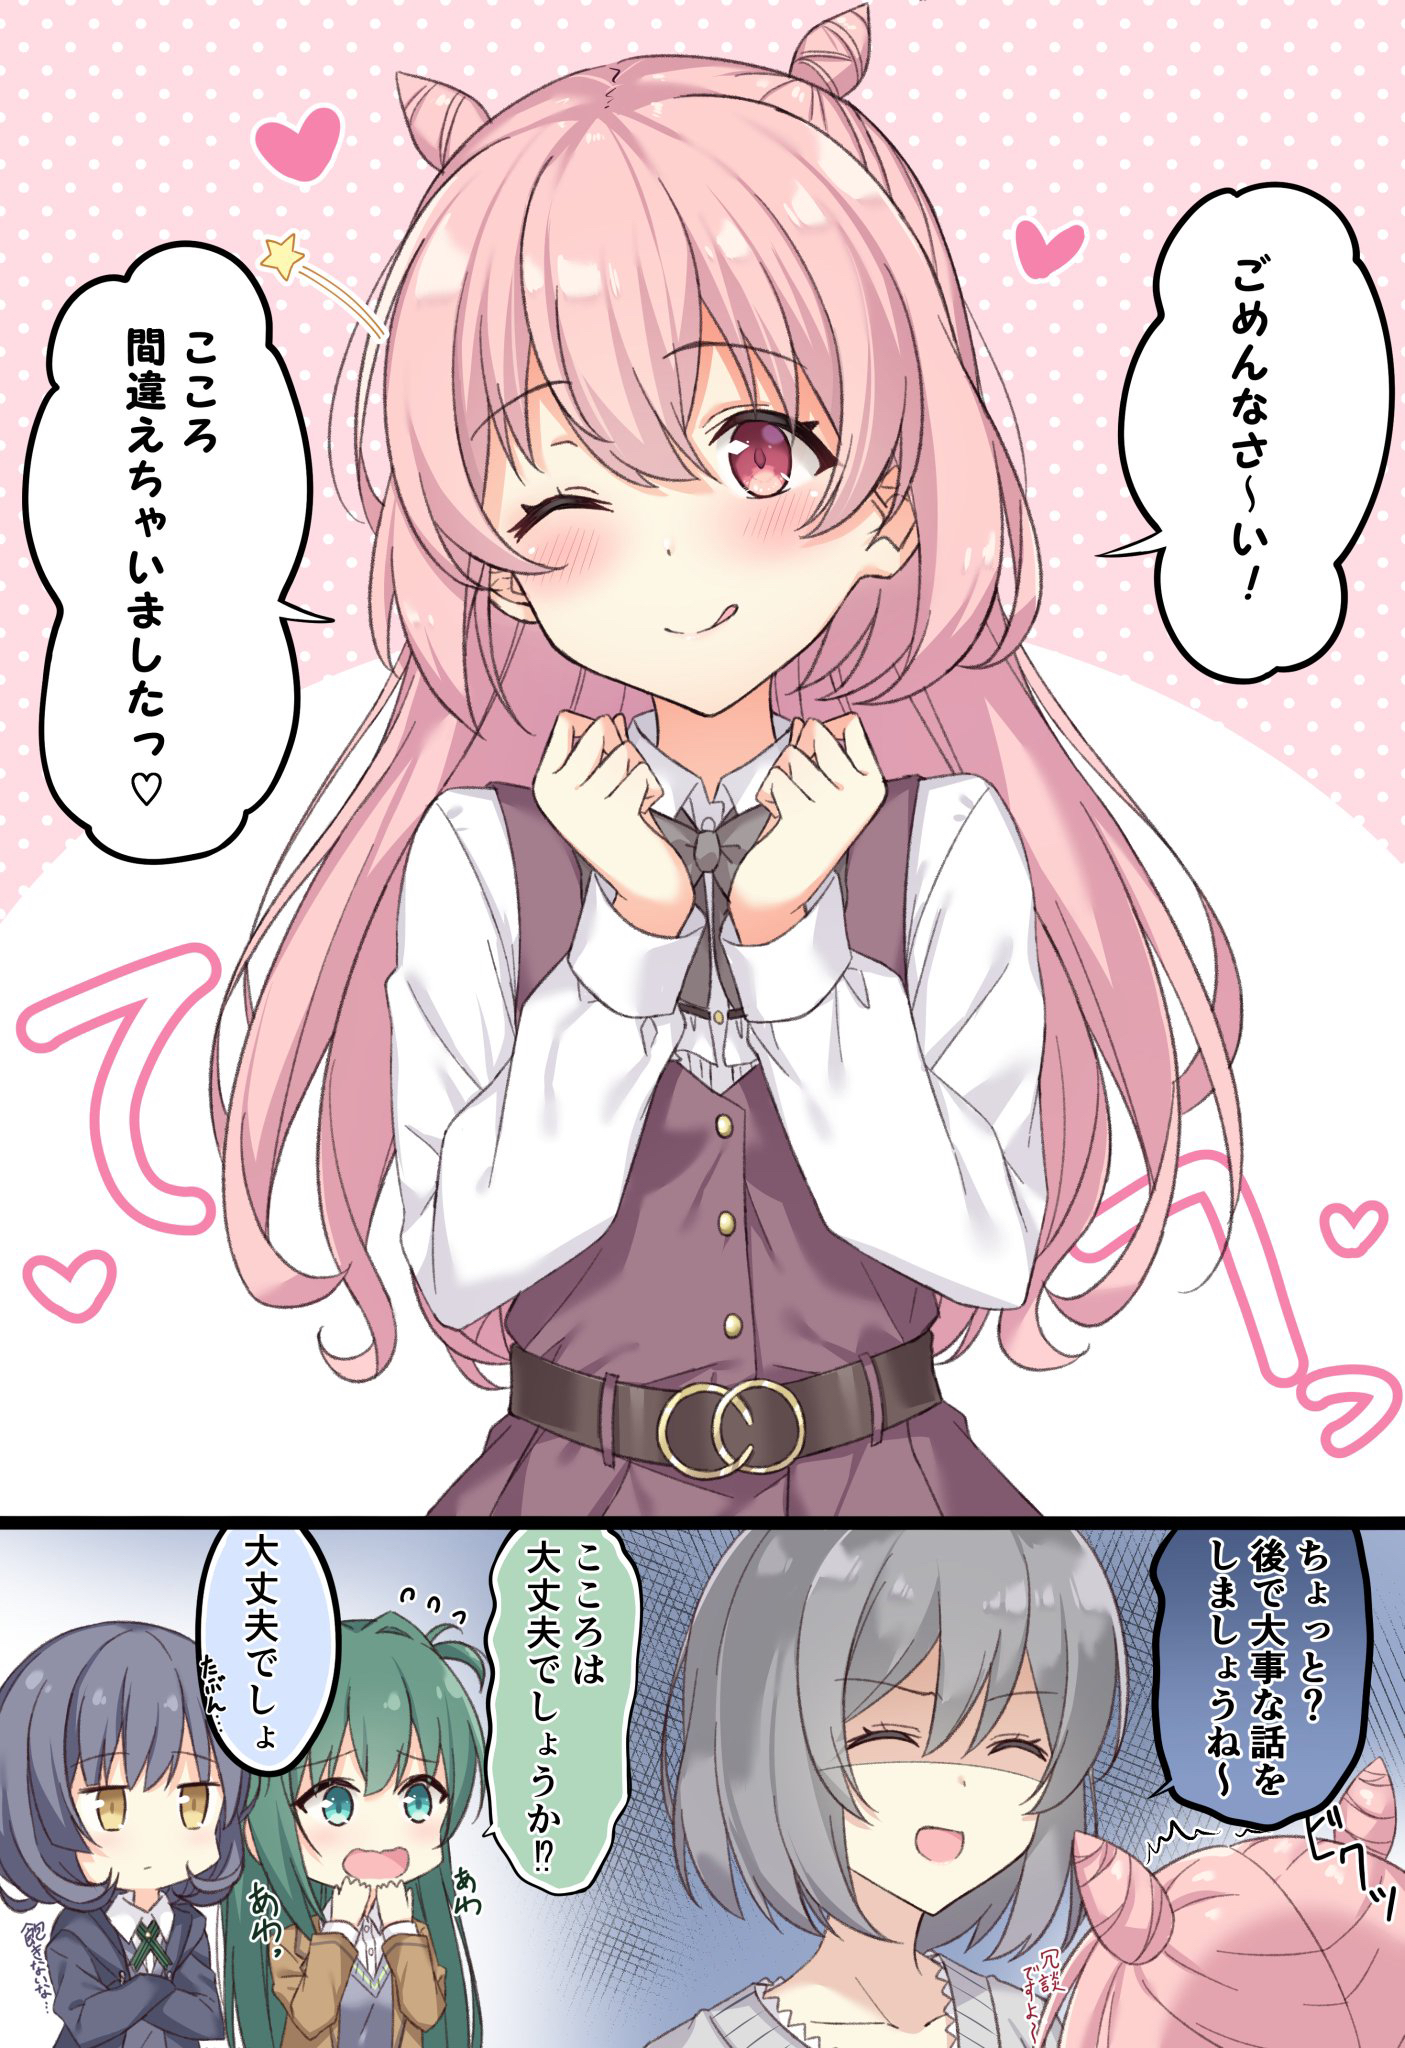 ごめんなさ～い！
こころ
間違えちゃいましたっ♡
てへっ
ちょっと？
後で大事な話を
しましょうね～
ビクッ
冗談
ですよ～
こころは
大丈夫でしょうか⁉
あわ
あわ
大丈夫でしょ
たぶん…
飽きないな…